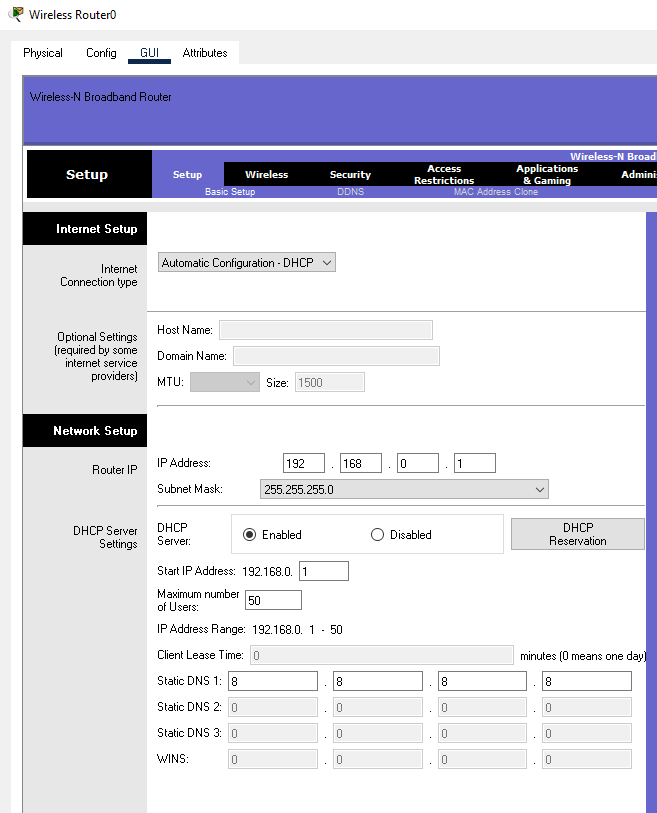 Wireless Router0
Physical Config GUI Attributes
Wireless-N Broadband Router
Wireless-N Broad
Setup
Setup Wireless Security Access Restrictions Applications & Gaming Adminis
Basic Setup DDNS MAC Address Clone
Internet Setup
Internet
Connection type
Automatic Configuration - DHCP
Optional Settings
(required by some
internet service
providers)
Host Name:
Domain Name:
MTU: Size: 1500
Network Setup
Router IP
IP Address: 192 . 168 . 0 . 1
Subnet Mask: 255.255.255.0
DHCP Server
Settings
DHCP
Server:
Enabled Disabled
DHCP
Reservation
Start IP Address: 192.168.0. 1
Maximum number
of Users: 50
IP Address Range: 192.168.0. 1 - 50
Client Lease Time: 0 minutes (0 means one day)
Static DNS 1: 8 . 8 . 8 . 8
Static DNS 2: 0 . 0 . 0 . 0
Static DNS 3: 0 . 0 . 0 . 0
WINS: 0 . 0 . 0 . 0